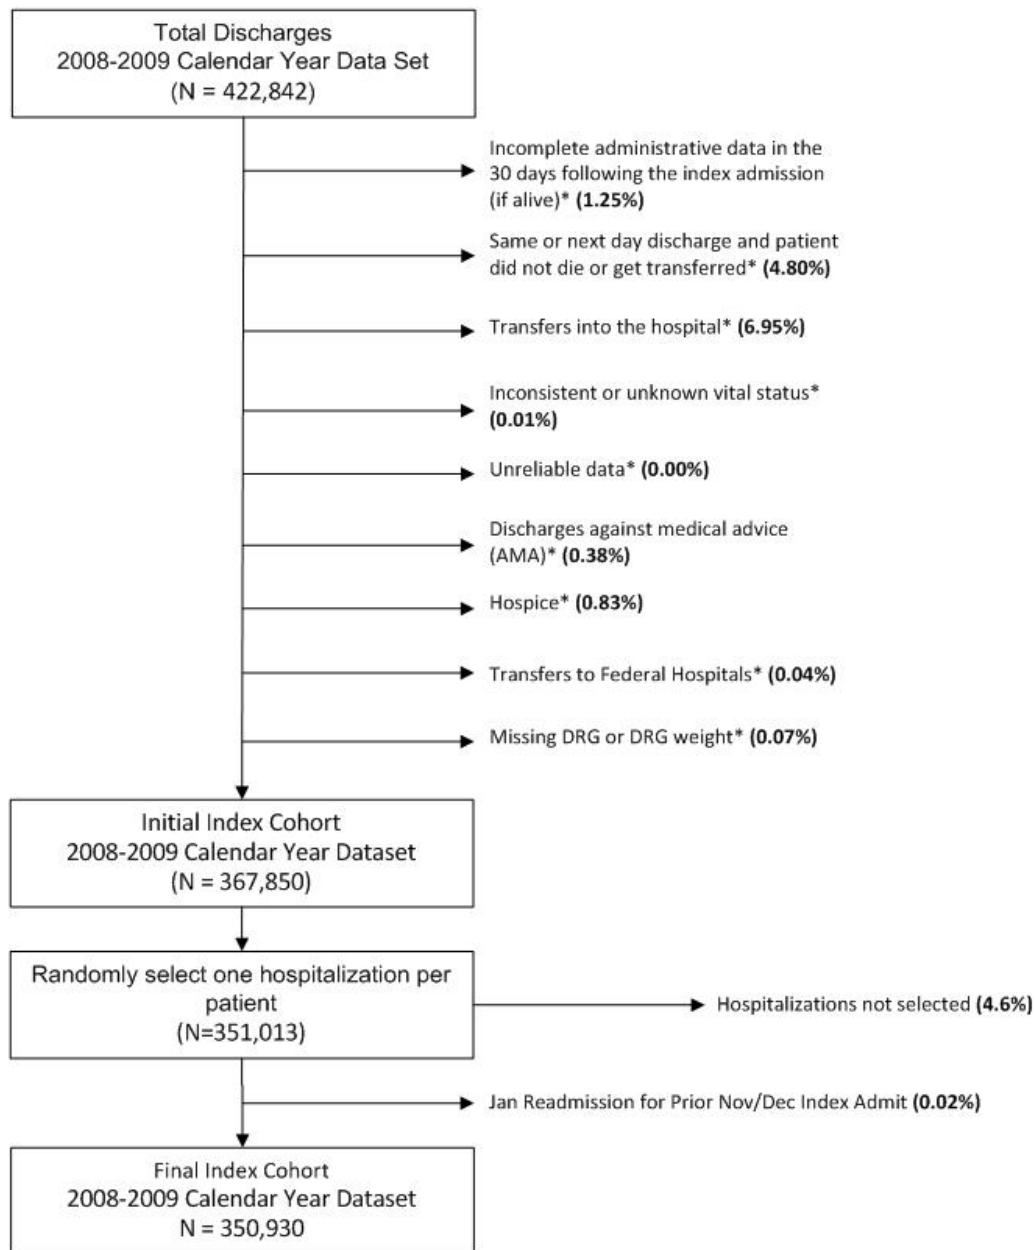 Total Discharges
2008-2009 Calendar Year Data Set
(N = 422,842)
Incomplete administrative data in the
30 days following the index admission
(if alive)* (1.25%)
Same or next day discharge and patient
did not die or get transferred* (4.80%)
Transfers into the hospital* (6.95%)
Inconsistent or unknown vital status*
(0.01%)
Unreliable data* (0.00%)
Discharges against medical advice
(AMA)* (0.38%)
Hospice* (0.83%)
Transfers to Federal Hospitals* (0.04%)
Missing DRG or DRG weight* (0.07%)
Initial Index Cohort
2008-2009 Calendar Year Dataset
(N = 367,850)
Randomly select one hospitalization per
patient
(N=351,013)
Hospitalizations not selected (4.6%)
Jan Readmission for Prior Nov/Dec Index Admit (0.02%)
Final Index Cohort
2008-2009 Calendar Year Dataset
N = 350,930